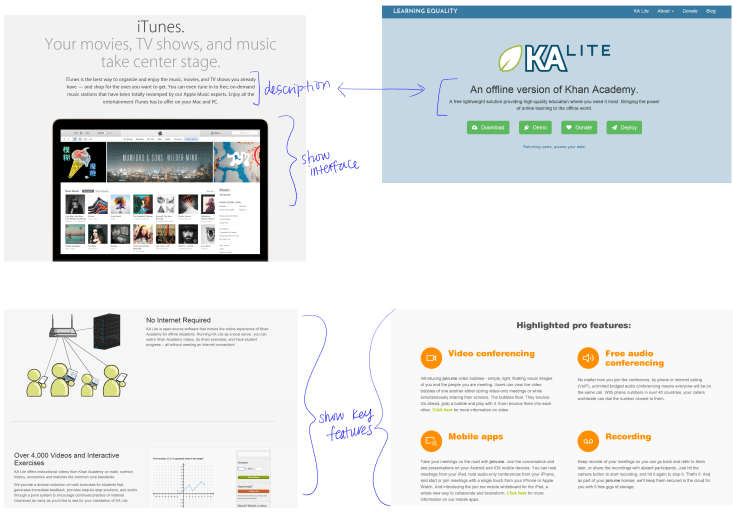 iTunes.
Your movies, TV shows, and music
take center stage.
iTunes is the best way to organize and enjoy the music, movies, and TV shows you already
have — and shop for the ones you want to get. You can even tune in to free, on-demand
music stations that have been totally revamped by our Apple Music experts. Enjoy all the
entertainment iTunes has to offer on your Mac and PC.
description
MUMFORD & SONS WILDER MIND
show
interface
LEARNING EQUALITY
KA Lite About Donate Blog
KA LITE
An offline version of Khan Academy.
A free lightweight solution providing high-quality education where you need it most. Bringing the power
of online learning to the offline world.
Download Demo Donate Deploy
Returning users, access your data.
No Internet Required
KA Lite is open-source software that mimics the online experience of Khan
Academy for offline situations. Running KA Lite as a local server, you can
watch Khan Academy videos, do Khan exercises, and track student
progress – all without needing an Internet connection!
Over 4,000 Videos and Interactive
Exercises
KA Lite offers instructional videos from Khan Academy on math, science,
history, economics and matches the common core standards.
We provide a diverse collection of math exercises for students that
generates immediate feedback, provides step-by-step solutions, and works
through a point system to encourage continued practice of material.
Download as many as you'd like to use for your installation of KA Lite.
show key
features
Highlighted pro features:
Video conferencing
Introducing join.me video bubbles - simple, light, floating visual images
of you and the people you are meeting. Users can view the video
bubbles of one another either during video-only meetings or while
simultaneously sharing their screens. The bubbles float. They bounce.
Go ahead, grab a bubble and play with it. Even bounce them into each
other. Click here for more information on video.
Free audio
conferencing
No matter how you join the conference, by phone or internet calling
(VoIP), unlimited bridged audio conferencing means everyone will be on
the same call. With phone numbers in over 40 countries, your callers
worldwide can dial the number closest to them.
Mobile apps
Take your meetings on the road with join.me. Join the conversation and
see presentations on your Android and iOS mobile devices. You can host
meetings from your iPad, hold audio-only conferences from your iPhone,
and start or join meetings with a single touch from your iPhone or Apple
Watch. And introducing the join.me mobile whiteboard for the iPad, a
whole new way to collaborate and brainstorm. Click here for more
information on our mobile apps.
Recording
Keep records of your meetings so you can go back and refer to them
later, or share the recordings with absent participants. Just hit the
camera button to start recording, and hit it again to stop it. That's it. And
as part of your join.me license, we'll keep them secured in the cloud for
you with 5 free gigs of storage.